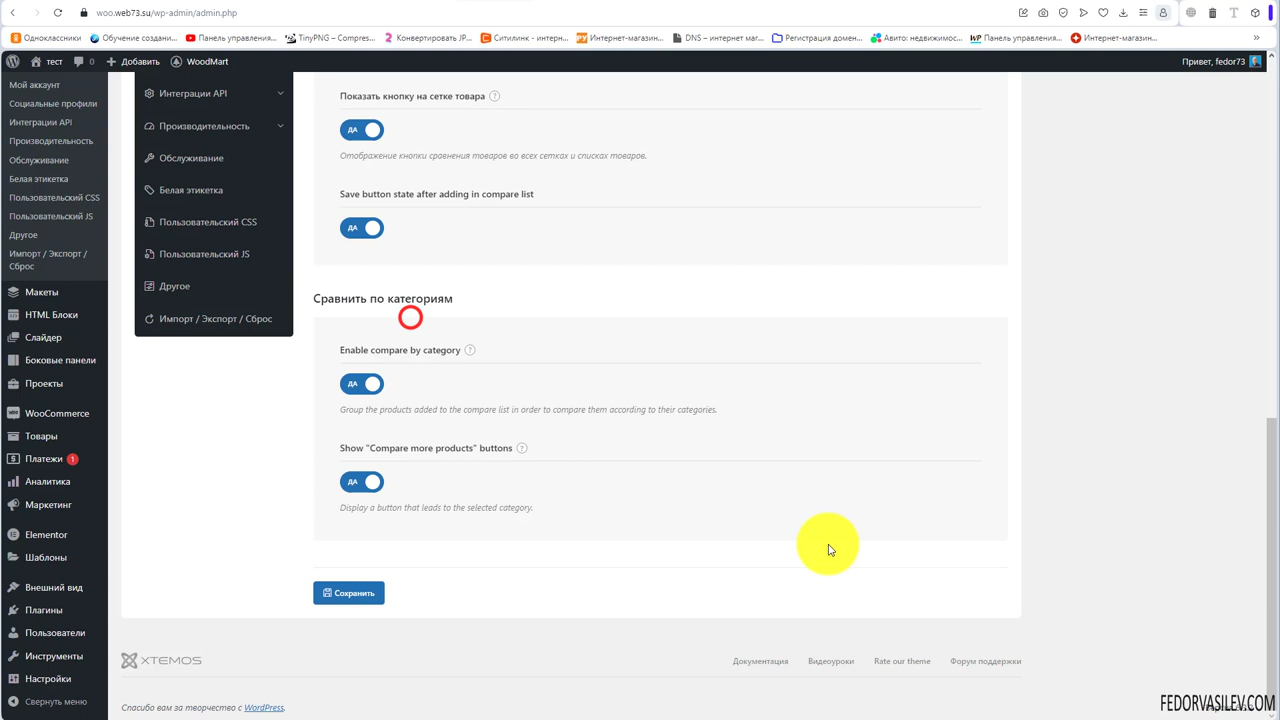 woo.web73.su/wp-admin/admin.php
Одноклассники
Обучение создани...
Панель управления...
TinyPNG – Compres...
Конвертировать JP...
Ситилинк - интерн...
Интернет-магазин...
DNS – интернет маг...
Регистрация домен...
Авито: недвижимос...
Панель управления...
Интернет-магазин...
тест
0
Добавить
WoodMart
Привет, fedor73
Мой аккаунт
Социальные профили
Интеграции API
Производительность
Обслуживание
Белая этикетка
Пользовательский CSS
Пользовательский JS
Другое
Импорт / Экспорт /
Сброс
Макеты
HTML Блоки
Слайдер
Боковые панели
Проекты
WooCommerce
Товары
Платежи 1
Аналитика
Маркетинг
Elementor
Шаблоны
Внешний вид
Плагины
Пользователи
Инструменты
Настройки
Свернуть меню
Интеграции API
Производительность
Обслуживание
Белая этикетка
Пользовательский CSS
Пользовательский JS
Другое
Импорт / Экспорт / Сброс
Показать кнопку на сетке товара
ДА
Отображение кнопки сравнения товаров во всех сетках и списках товаров.
Save button state after adding in compare list
ДА
Сравнить по категориям
Enable compare by category
ДА
Group the products added to the compare list in order to compare them according to their categories.
Show "Compare more products" buttons
ДА
Display a button that leads to the selected category.
Сохранить
XTEMOS
Документация
Видеоуроки
Rate our theme
Форум поддержки
Спасибо вам за творчество с WordPress.
FEDORVASILEV.COM